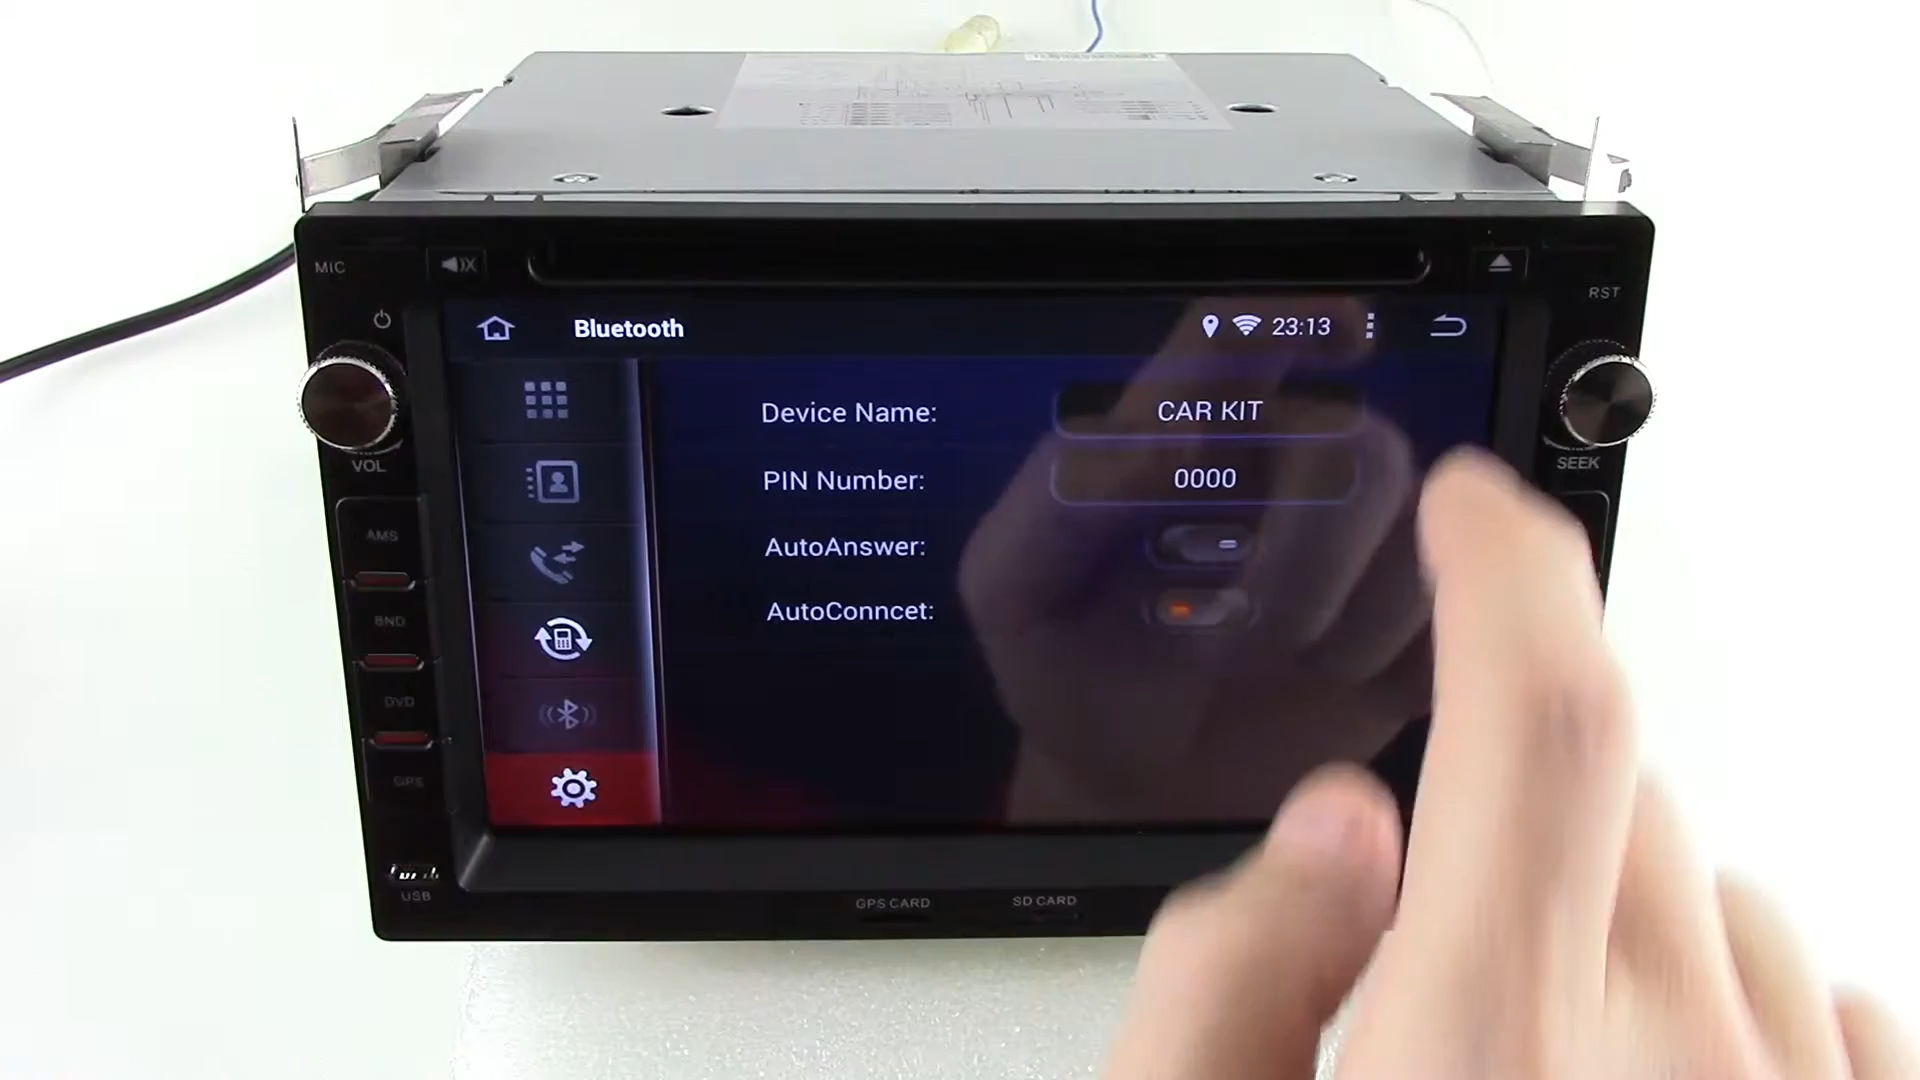 MIC
RST
Bluetooth
23:13
Device Name: CAR KIT
VOL
SEEK
PIN Number: 0000
AMS
AutoAnswer:
AutoConncet:
BND
DVD
GPS
USB
GPS CARD
SD CARD